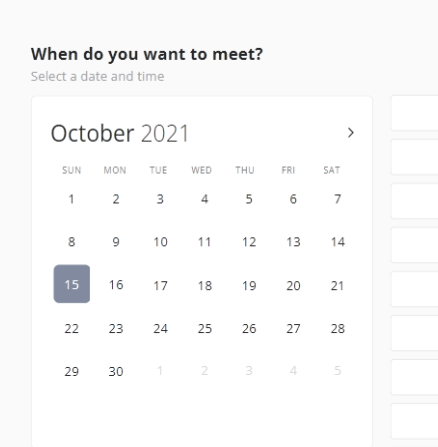 When do you want to meet?
Select a date and time
October 2021
SUN MON TUE WED THU FRI SAT
1 2 3 4 5 6 7
8 9 10 11 12 13 14
15 16 17 18 19 20 21
22 23 24 25 26 27 28
29 30 1 2 3 4 5